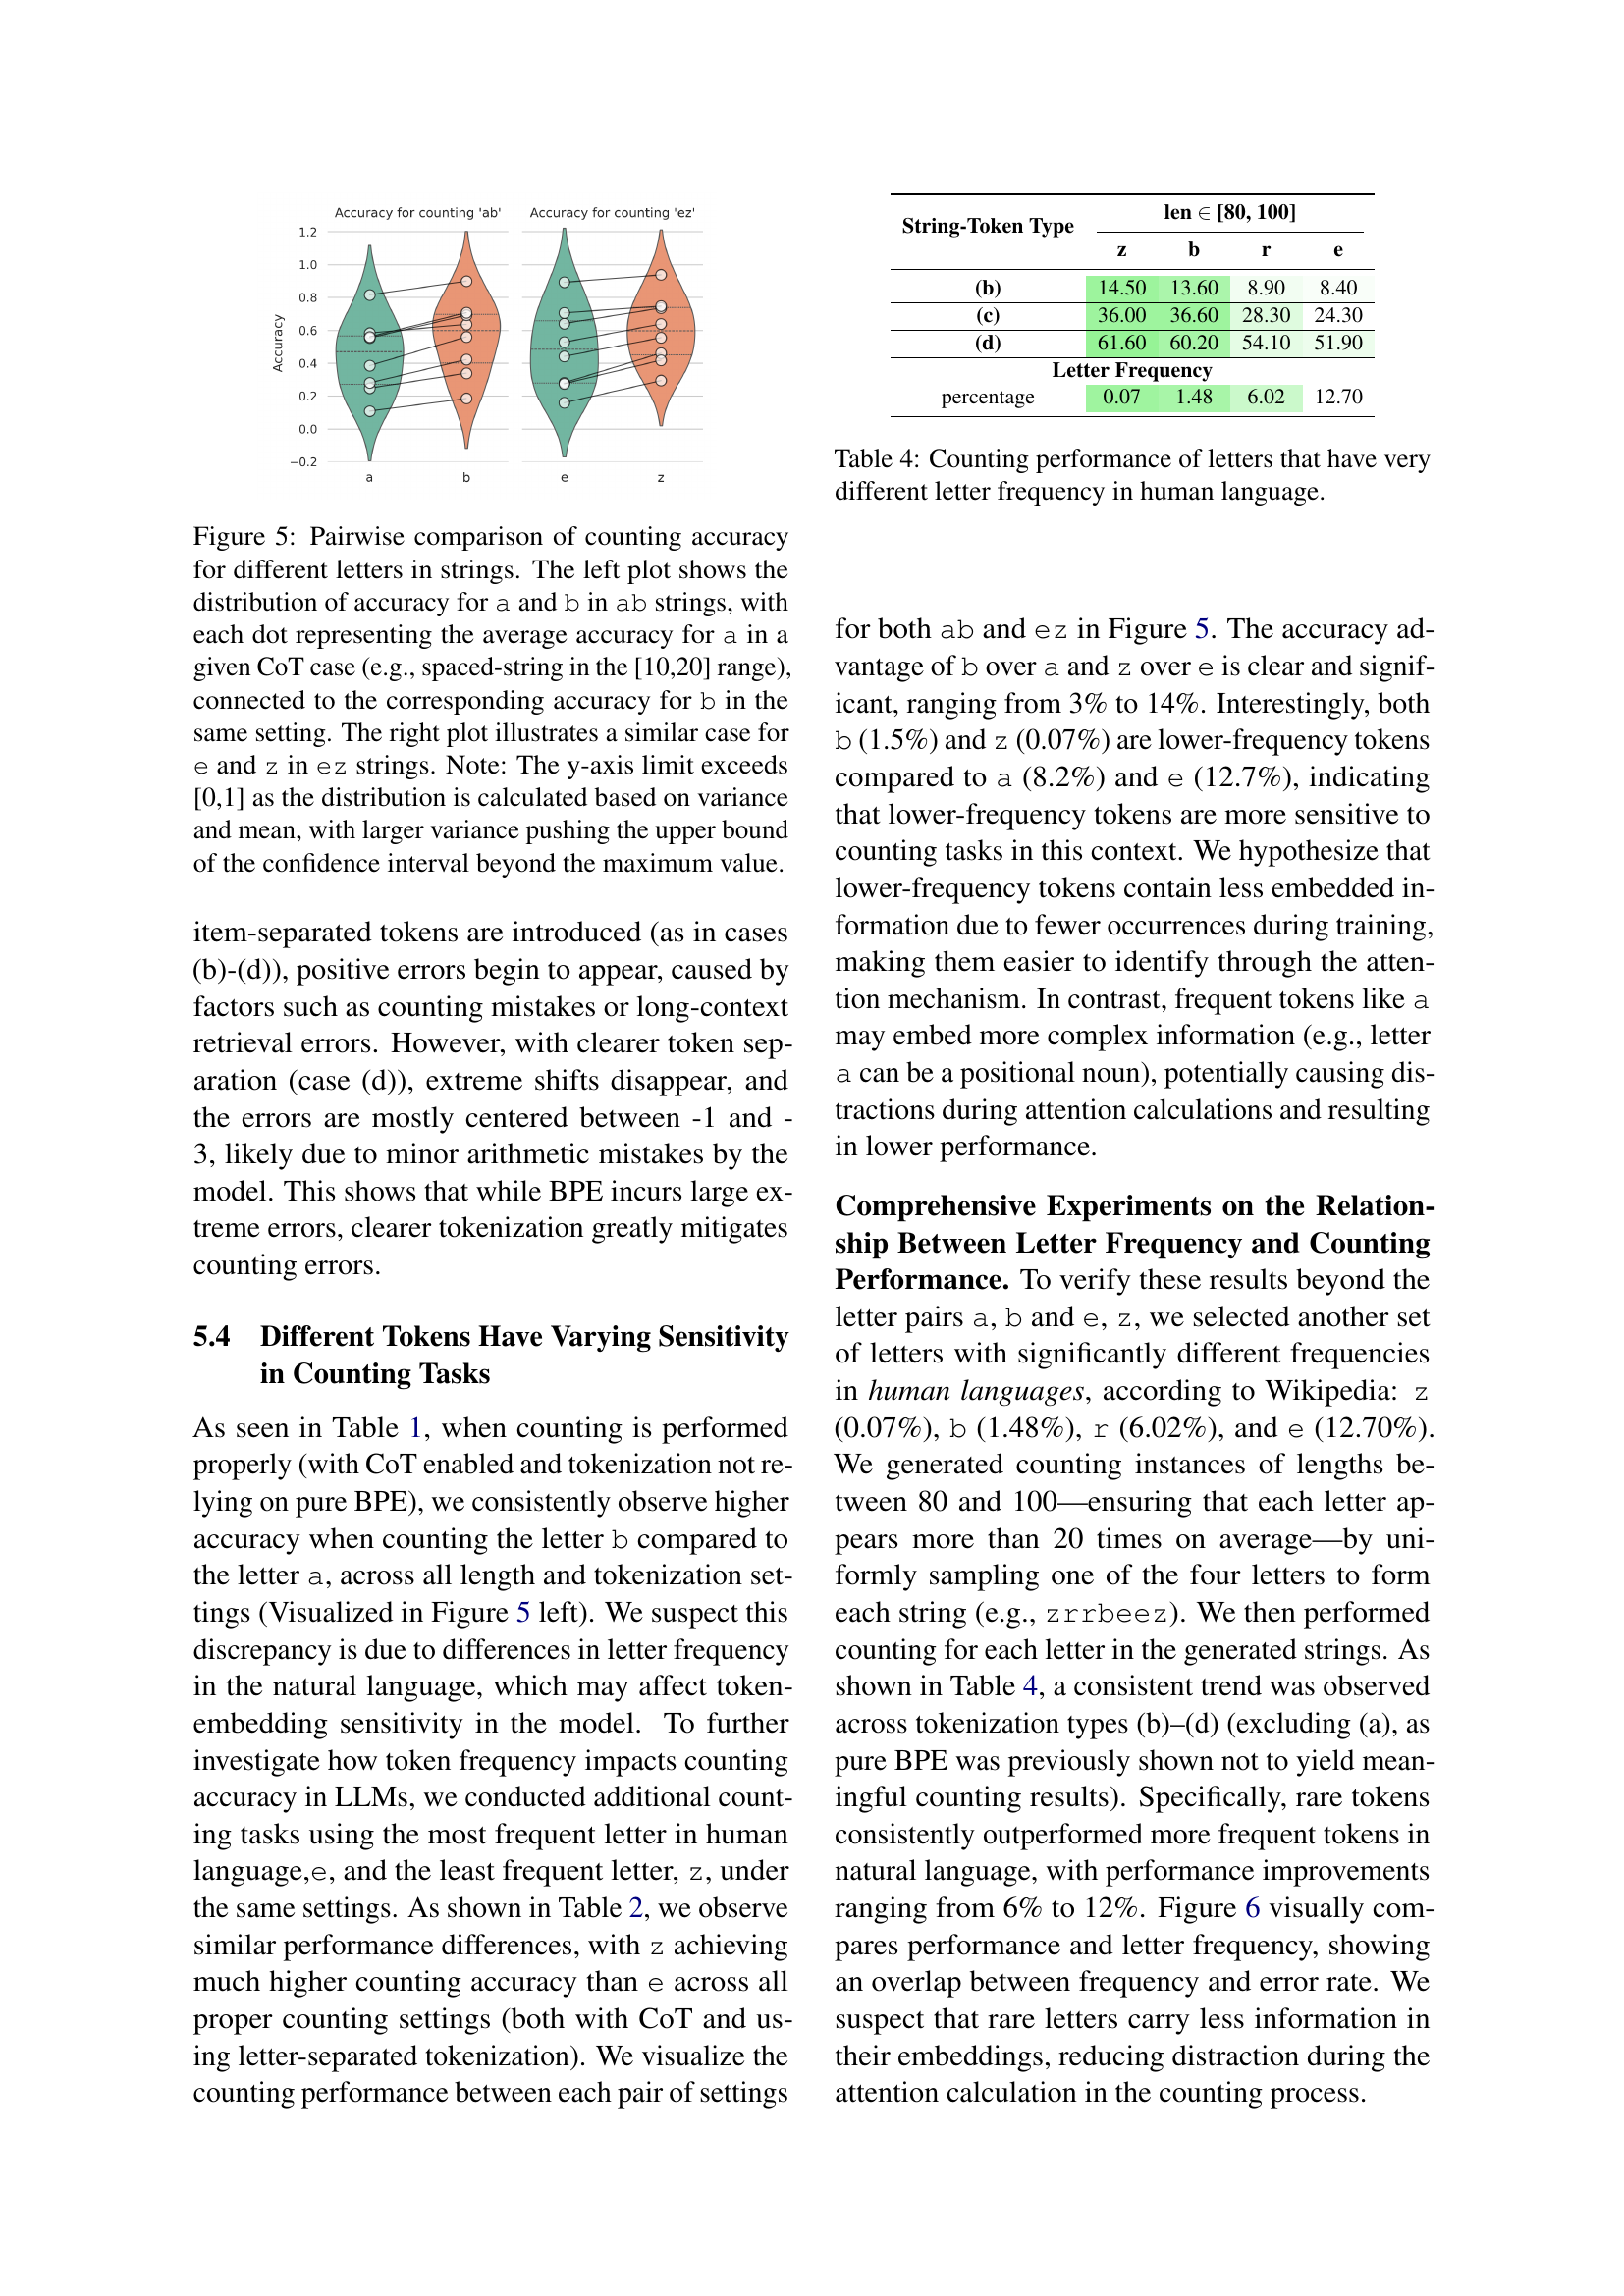 Accuracy for counting 'ab'
Accuracy for counting 'ez'
1.2
1.0
0.8
0.6
0.4
0.2
0.0
−0.2
Accuracy
a
b
e
z
Figure 5: Pairwise comparison of counting accuracy
for different letters in strings. The left plot shows the
distribution of accuracy for a and b in ab strings, with
each dot representing the average accuracy for a in a
given CoT case (e.g., spaced-string in the [10,20] range),
connected to the corresponding accuracy for b in the
same setting. The right plot illustrates a similar case for
e and z in ez strings. Note: The y-axis limit exceeds
[0,1] as the distribution is calculated based on variance
and mean, with larger variance pushing the upper bound
of the confidence interval beyond the maximum value.
item-separated tokens are introduced (as in cases
(b)-(d)), positive errors begin to appear, caused by
factors such as counting mistakes or long-context
retrieval errors. However, with clearer token sep-
aration (case (d)), extreme shifts disappear, and
the errors are mostly centered between -1 and -
3, likely due to minor arithmetic mistakes by the
model. This shows that while BPE incurs large ex-
treme errors, clearer tokenization greatly mitigates
counting errors.
5.4 Different Tokens Have Varying Sensitivity
in Counting Tasks
As seen in Table 1, when counting is performed
properly (with CoT enabled and tokenization not re-
lying on pure BPE), we consistently observe higher
accuracy when counting the letter b compared to
the letter a, across all length and tokenization set-
tings (Visualized in Figure 5 left). We suspect this
discrepancy is due to differences in letter frequency
in the natural language, which may affect token-
embedding sensitivity in the model. To further
investigate how token frequency impacts counting
accuracy in LLMs, we conducted additional count-
ing tasks using the most frequent letter in human
language,e, and the least frequent letter, z, under
the same settings. As shown in Table 2, we observe
similar performance differences, with z achieving
much higher counting accuracy than e across all
proper counting settings (both with CoT and us-
ing letter-separated tokenization). We visualize the
counting performance between each pair of settings
String-Token Type
len ∈ [80, 100]
z b r e
(b) 14.50 13.60 8.90 8.40
(c) 36.00 36.60 28.30 24.30
(d) 61.60 60.20 54.10 51.90
Letter Frequency
percentage 0.07 1.48 6.02 12.70
Table 4: Counting performance of letters that have very
different letter frequency in human language.
for both ab and ez in Figure 5. The accuracy ad-
vantage of b over a and z over e is clear and signif-
icant, ranging from 3% to 14%. Interestingly, both
b (1.5%) and z (0.07%) are lower-frequency tokens
compared to a (8.2%) and e (12.7%), indicating
that lower-frequency tokens are more sensitive to
counting tasks in this context. We hypothesize that
lower-frequency tokens contain less embedded in-
formation due to fewer occurrences during training,
making them easier to identify through the atten-
tion mechanism. In contrast, frequent tokens like a
may embed more complex information (e.g., letter
a can be a positional noun), potentially causing dis-
tractions during attention calculations and resulting
in lower performance.
Comprehensive Experiments on the Relation-
ship Between Letter Frequency and Counting
Performance. To verify these results beyond the
letter pairs a, b and e, z, we selected another set
of letters with significantly different frequencies
in human languages, according to Wikipedia: z
(0.07%), b (1.48%), r (6.02%), and e (12.70%).
We generated counting instances of lengths be-
tween 80 and 100—ensuring that each letter ap-
pears more than 20 times on average—by uni-
formly sampling one of the four letters to form
each string (e.g., zrrbeez). We then performed
counting for each letter in the generated strings. As
shown in Table 4, a consistent trend was observed
across tokenization types (b)–(d) (excluding (a), as
pure BPE was previously shown not to yield mean-
ingful counting results). Specifically, rare tokens
consistently outperformed more frequent tokens in
natural language, with performance improvements
ranging from 6% to 12%. Figure 6 visually com-
pares performance and letter frequency, showing
an overlap between frequency and error rate. We
suspect that rare letters carry less information in
their embeddings, reducing distraction during the
attention calculation in the counting process.